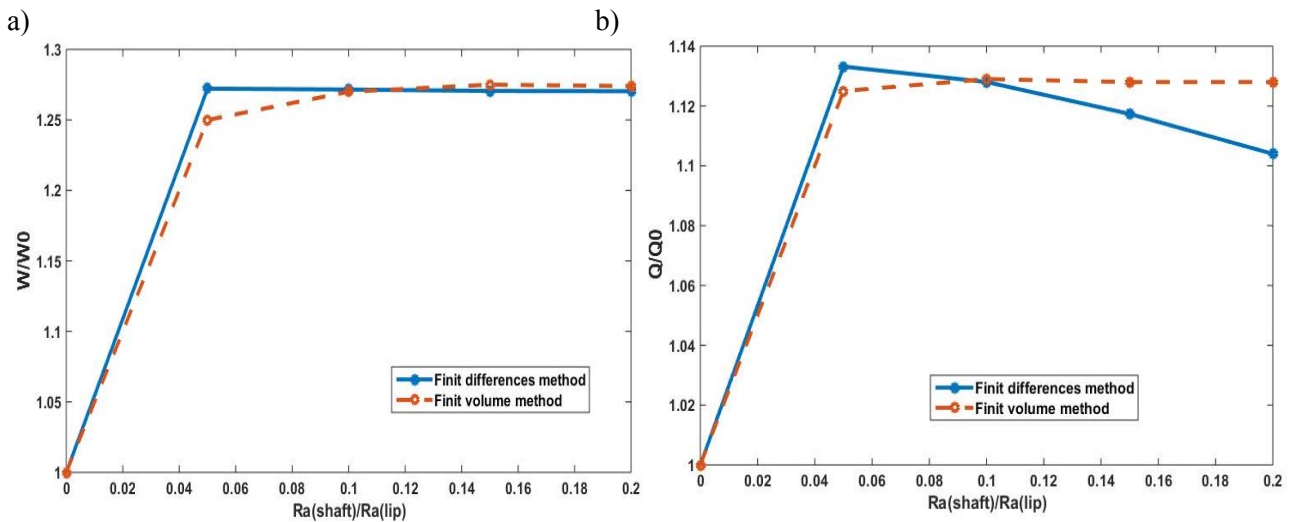 a)
b)
1.3
1.25
1.2
1.15
1.1
1.05
1
W/W0
0 0.02 0.04 0.06 0.08 0.1 0.12 0.14 0.16 0.18 0.2
Ra(shaft)/Ra(lip)
Finit differences method
Finit volume method
1.14
1.12
1.1
1.08
1.06
1.04
1.02
1
Q/Q0
0 0.02 0.04 0.06 0.08 0.1 0.12 0.14 0.16 0.18 0.2
Ra(shaft)/Ra(lip)
Finit differences method
Finit volume method